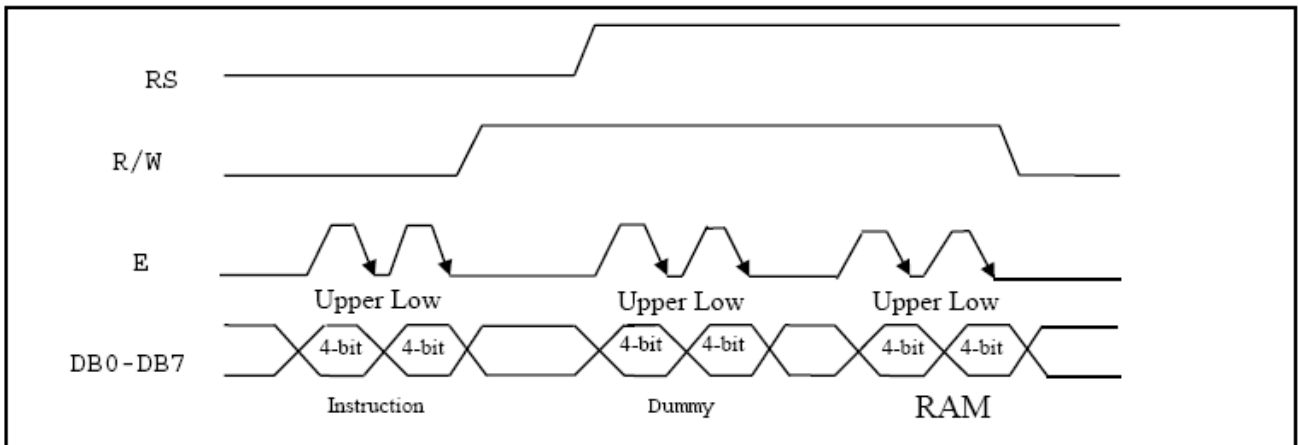 RS
R/W
E
Upper Low Upper Low Upper Low
DB0-DB7 4-bit 4-bit 4-bit 4-bit 4-bit 4-bit
Instruction Dummy RAM